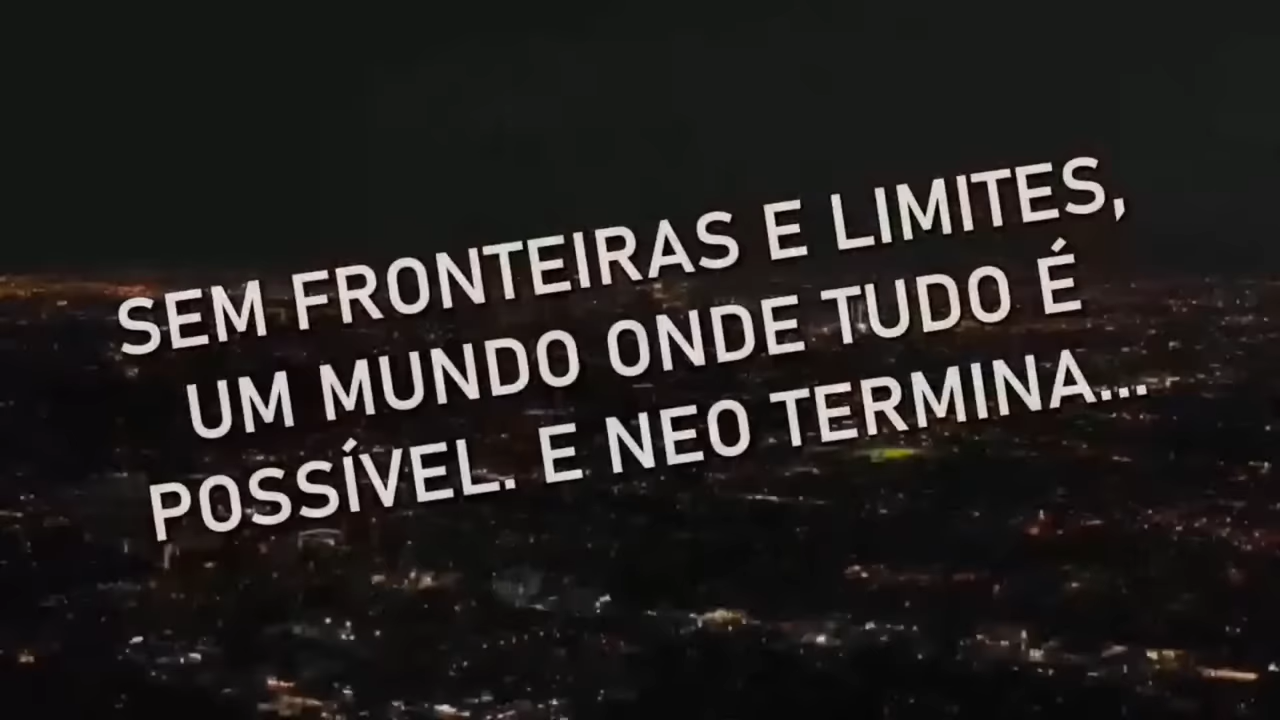 SEM FRONTEIRAS E LIMITES,
UM MUNDO ONDE TUDO É
POSSÍVEL. E NEO TERMINA...